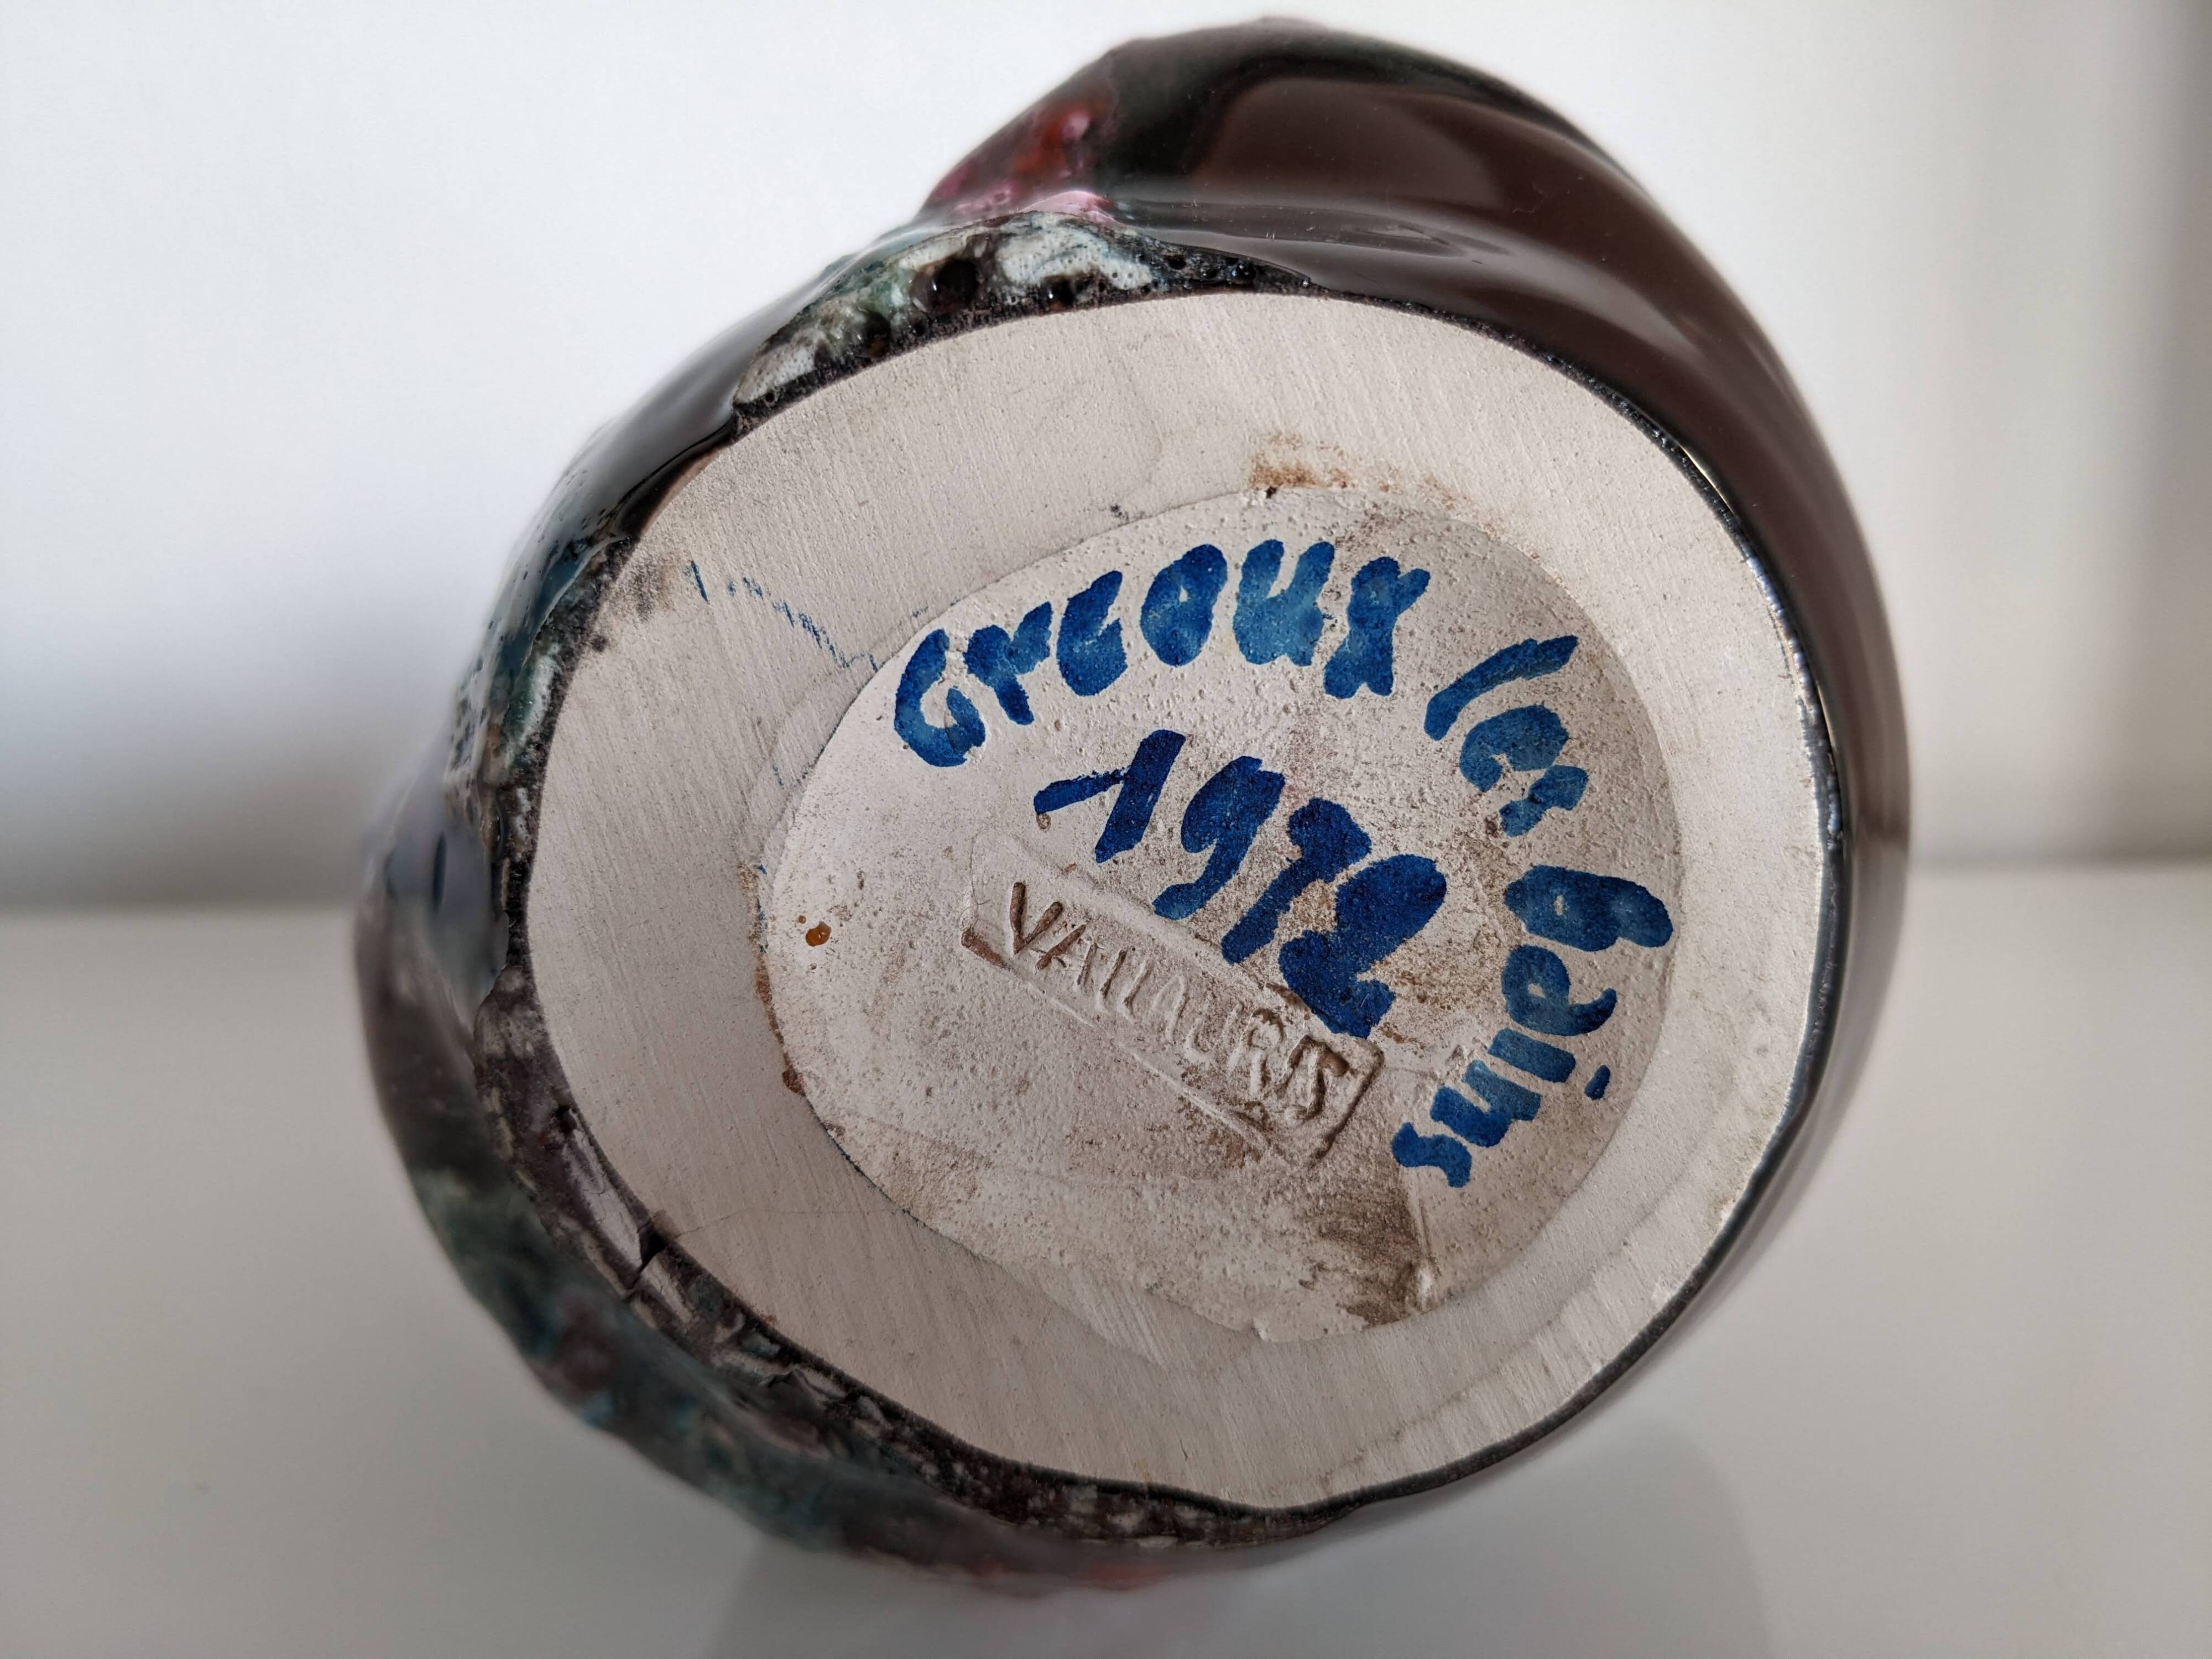 Greoux les bains
1972
VALLAURIS